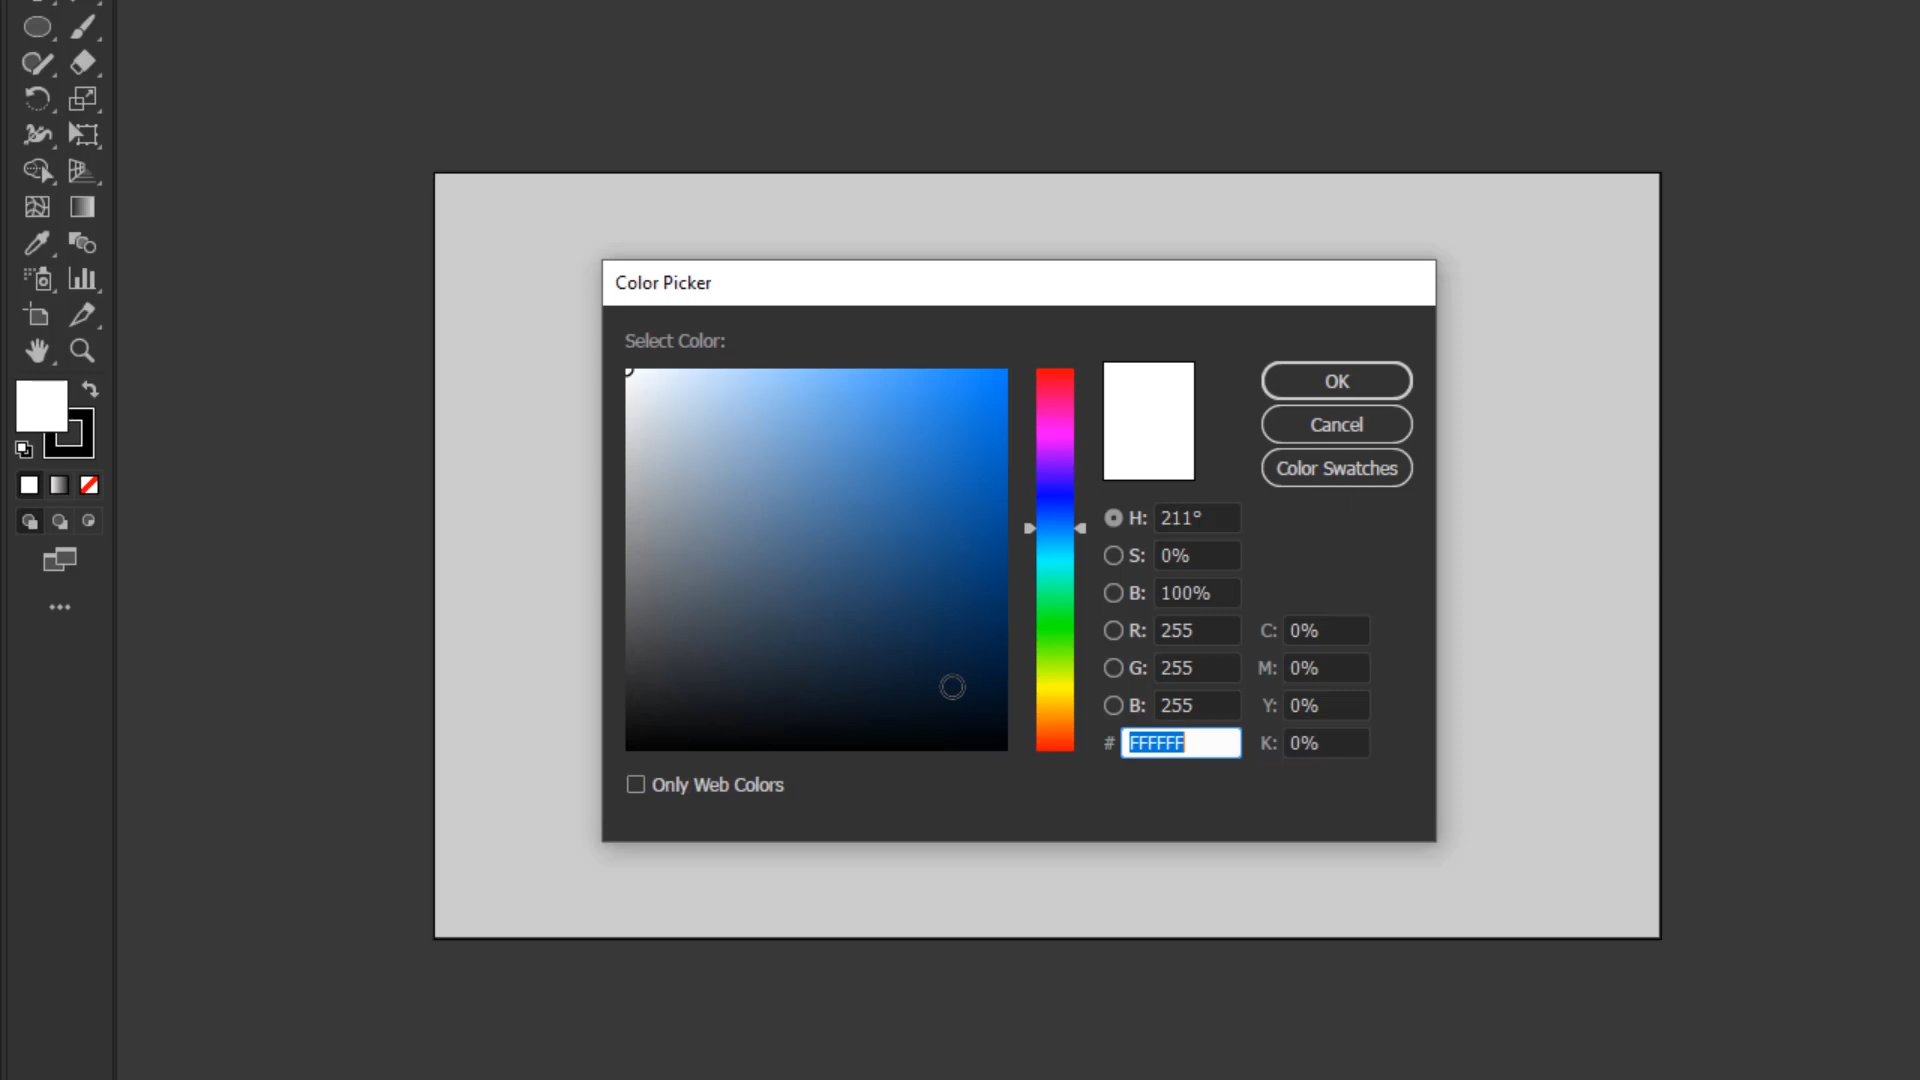 Color Picker
Select Color:
OK
Cancel
Color Swatches
H: 211°
S: 0%
B: 100%
R: 255 C: 0%
G: 255 M: 0%
B: 255 Y: 0%
# FFFFFF K: 0%
Only Web Colors